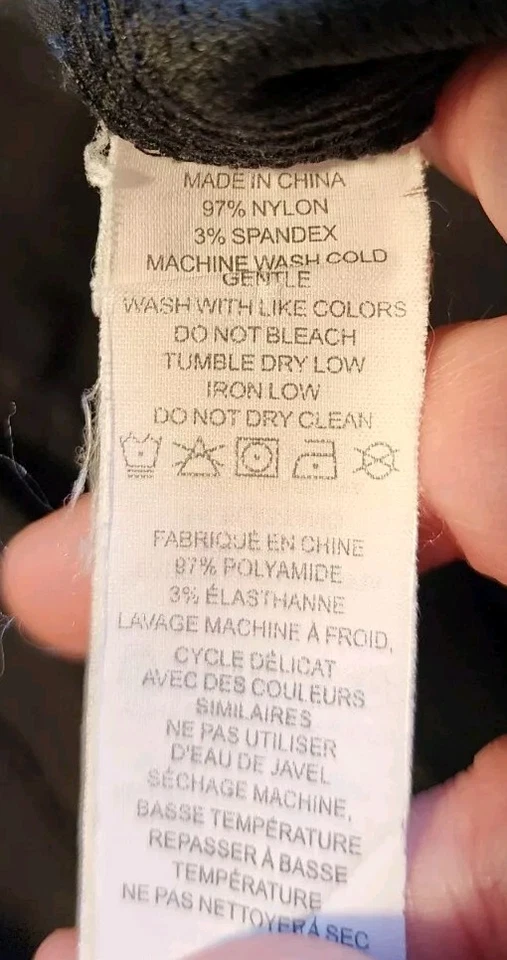 MADE IN CHINA
97% NYLON
3% SPANDEX
MACHINE WASH COLD
GENTLE
WASH WITH LIKE COLORS
DO NOT BLEACH
TUMBLE DRY LOW
IRON LOW
DO NOT DRY CLEAN
FABRIQUÉ EN CHINE
97% POLYAMIDE
3% ÉLASTHANNE
LAVAGE MACHINE À FROID,
CYCLE DÉLICAT
AVEC DES COULEURS
SIMILAIRES
NE PAS UTILISER
D'EAU DE JAVEL
SÉCHAGE MACHINE,
BASSE TEMPÉRATURE
REPASSER À BASSE
TEMPÉRATURE
NE PAS NETTOYER À SEC